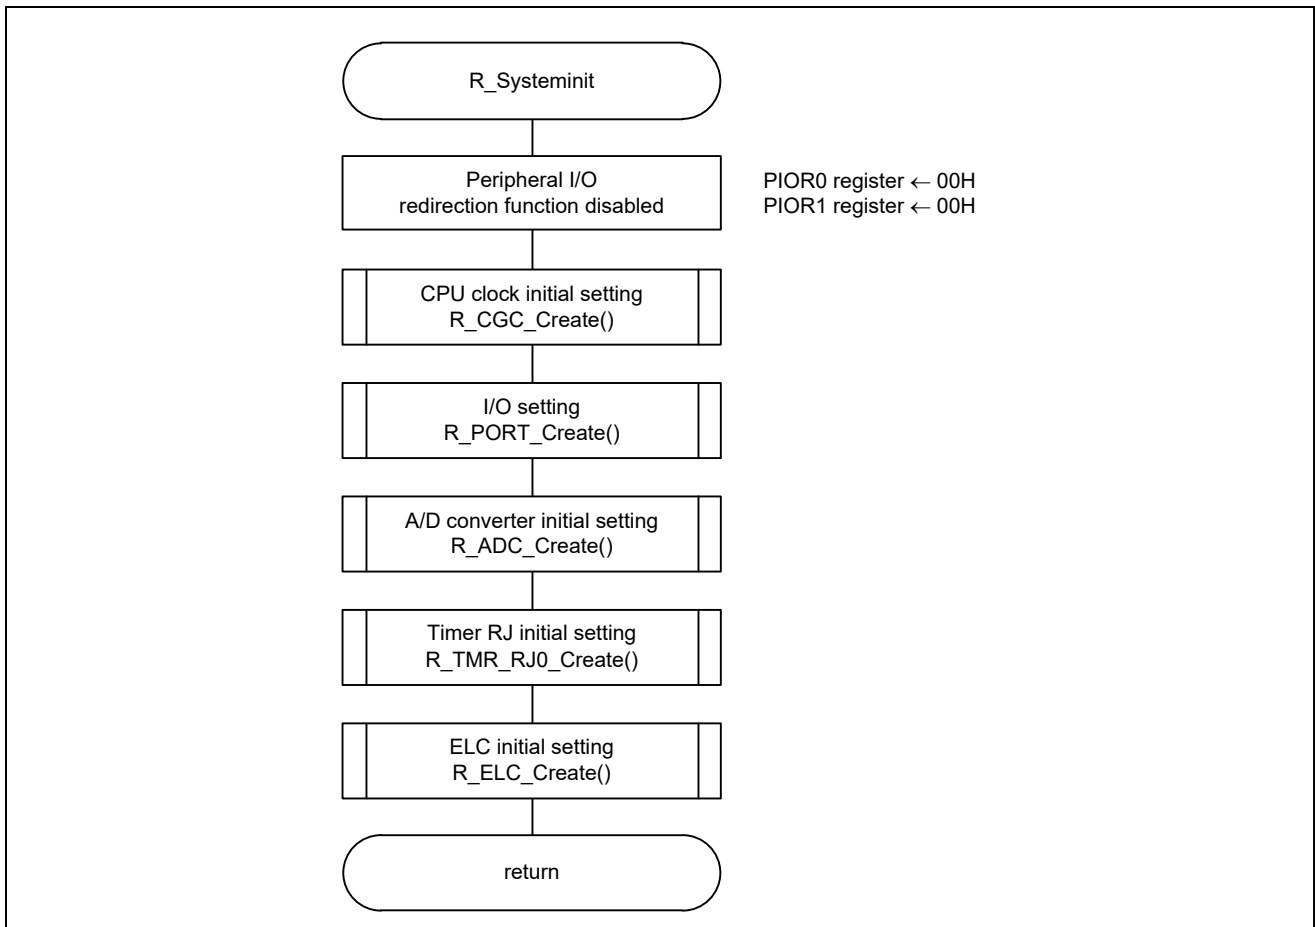 R_Systeminit
Peripheral I/O
redirection function disabled
PIOR0 register ← 00H
PIOR1 register ← 00H
CPU clock initial setting
R_CGC_Create()
I/O setting
R_PORT_Create()
A/D converter initial setting
R_ADC_Create()
Timer RJ initial setting
R_TMR_RJ0_Create()
ELC initial setting
R_ELC_Create()
return